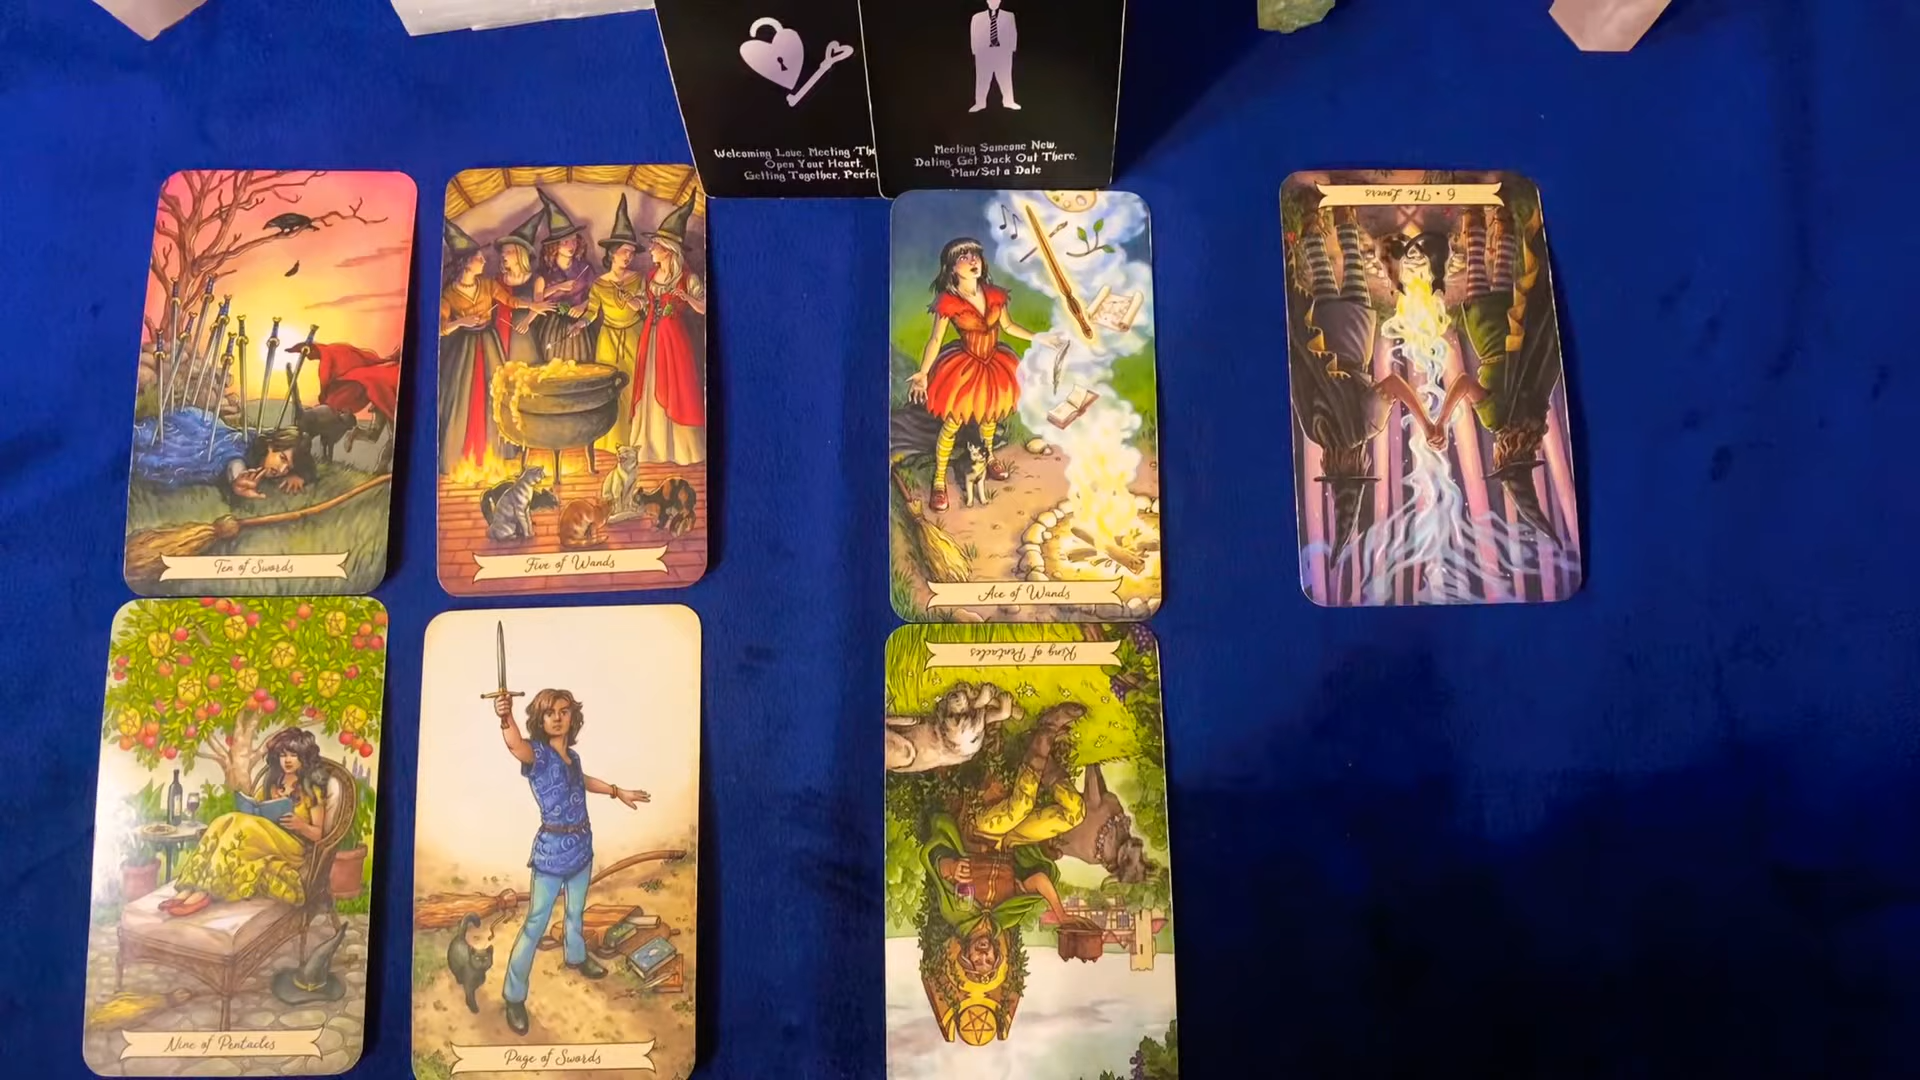 Welcoming Love, Meeting
Open Your Heart,
Getting Together,
Meeting Someone New,
Dating, Get Back Out There,
Plan/Set a Date
6 • The Lovers
Ten of Swords
Five of Wands
Ace of Wands
King of Pentacles
Nine of Pentacles
Page of Swords